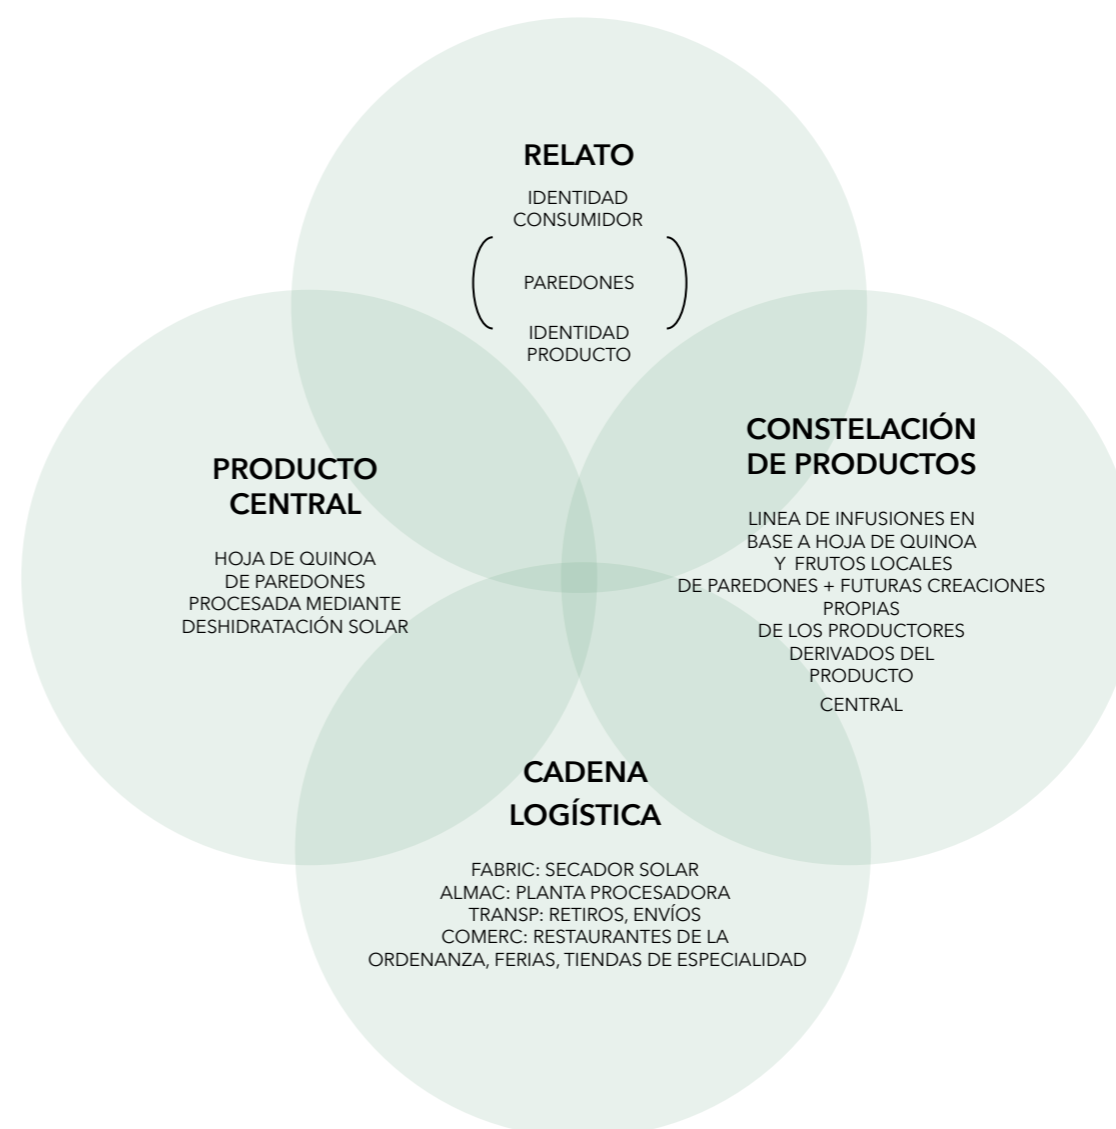 RELATO
IDENTIDAD
CONSUMIDOR
PAREDONES
IDENTIDAD
PRODUCTO
PRODUCTO
CENTRAL
HOJA DE QUINOA
DE PAREDONES
PROCESADA MEDIANTE
DESHIDRATACIÓN SOLAR
CONSTELACIÓN
DE PRODUCTOS
LINEA DE INFUSIONES EN
BASE A HOJA DE QUINOA
Y FRUTOS LOCALES
DE PAREDONES + FUTURAS CREACIONES
PROPIAS
DE LOS PRODUCTORES
DERIVADOS DEL
PRODUCTO
CENTRAL
CADENA
LOGÍSTICA
FABRIC: SECADOR SOLAR
ALMAC: PLANTA PROCESADORA
TRANSP: RETIROS, ENVÍOS
COMERC: RESTAURANTES DE LA
ORDENANZA, FERIAS, TIENDAS DE ESPECIALIDAD